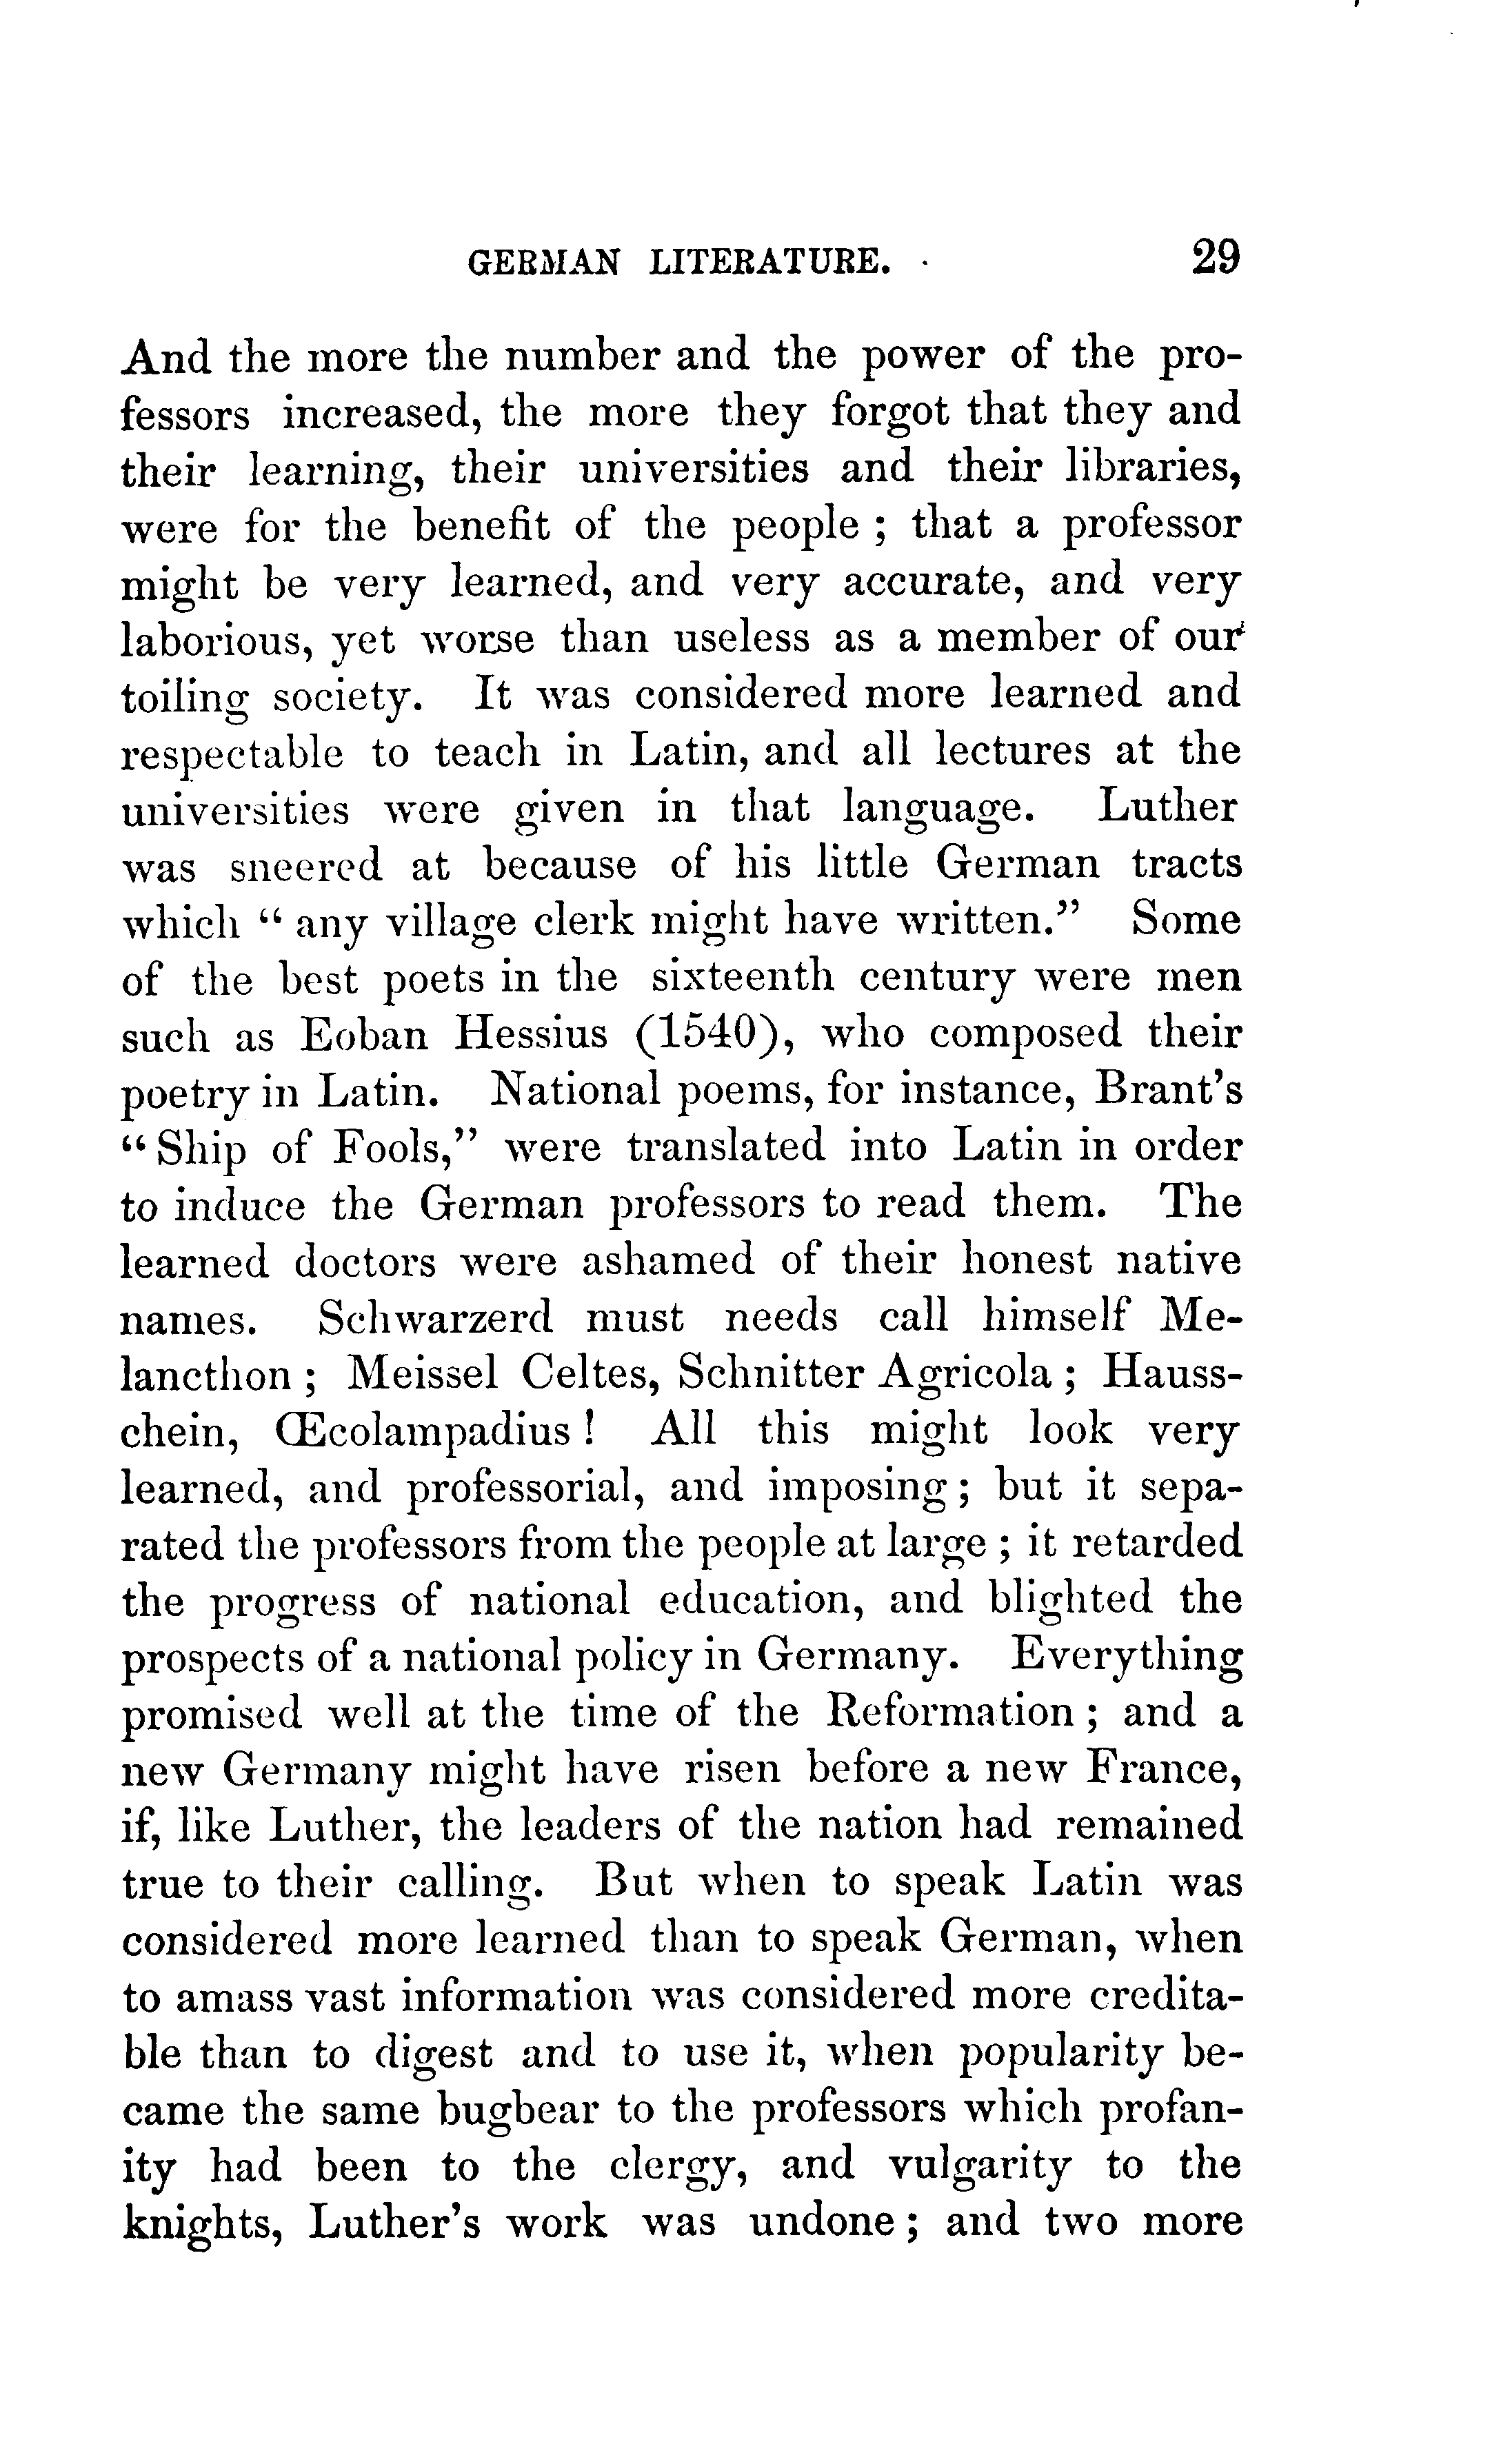 GERMAN LITERATURE. 29
And the more the number and the power of the pro-
fessors increased, the more they forgot that they and
their learning, their universities and their libraries,
were for the benefit of the people ; that a professor
might be very learned, and very accurate, and very
laborious, yet worse than useless as a member of our
toiling society. It was considered more learned and
respectable to teach in Latin, and all lectures at the
universities were given in that language. Luther
was sneered at because of his little German tracts
which “ any village clerk might have written.” Some
of the best poets in the sixteenth century were men
such as Eoban Hessius (1540), who composed their
poetry in Latin. National poems, for instance, Brant’s
“ Ship of Fools,” were translated into Latin in order
to induce the German professors to read them. The
learned doctors were ashamed of their honest native
names. Schwarzerd must needs call himself Me-
lancthon ; Meissel Celtes, Schnitter Agricola ; Hauss-
chein, Œcolampadius ! All this might look very
learned, and professorial, and imposing ; but it sepa-
rated the professors from the people at large ; it retarded
the progress of national education, and blighted the
prospects of a national policy in Germany. Everything
promised well at the time of the Reformation ; and a
new Germany might have risen before a new France,
if, like Luther, the leaders of the nation had remained
true to their calling. But when to speak Latin was
considered more learned than to speak German, when
to amass vast information was considered more credita-
ble than to digest and to use it, when popularity be-
came the same bugbear to the professors which profan-
ity had been to the clergy, and vulgarity to the
knights, Luther’s work was undone ; and two more